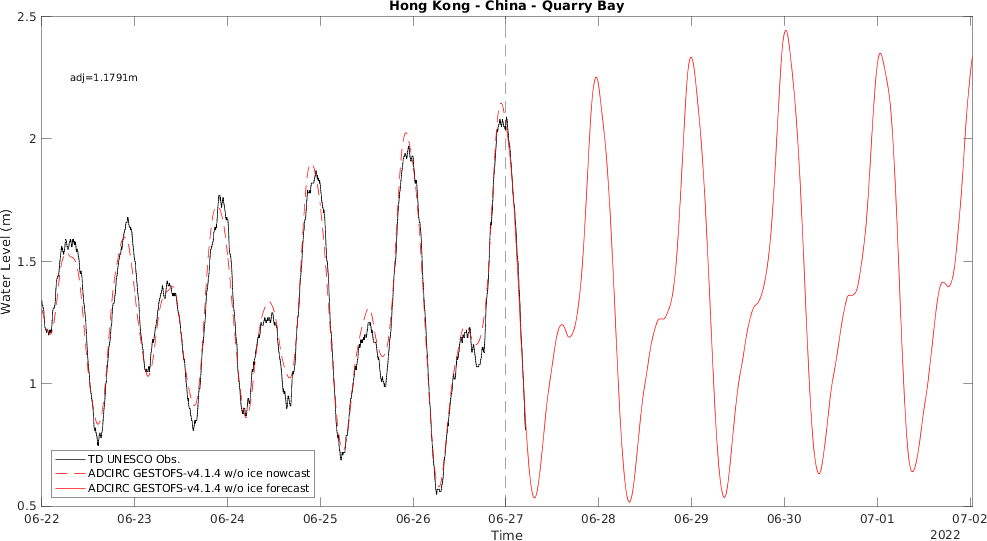 Hong Kong - China - Quarry Bay
2.5
adj=1.1791m
2
1.5
Water Level (m)
1
TD UNESCO Obs.
ADCIRC GESTOFS-v4.1.4 w/o ice nowcast
ADCIRC GESTOFS-v4.1.4 w/o ice forecast
0.5
06-22 06-23 06-24 06-25 06-26 06-27 06-28 06-29 06-30 07-01 07-02
Time
2022